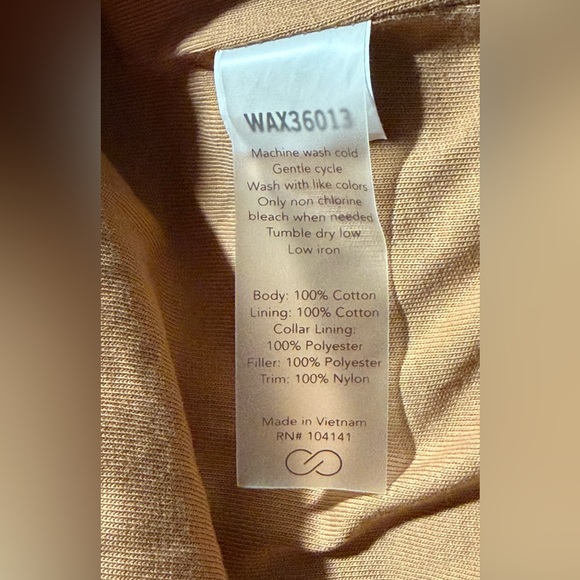 WAX36013
Machine wash cold
Gentle cycle
Wash with like colors
Only non chlorine
bleach when needed
Tumble dry low
Low iron
Body: 100% Cotton
Lining: 100% Cotton
Collar Lining:
100% Polyester
Filler: 100% Polyester
Trim: 100% Nylon
Made in Vietnam
RN# 104141